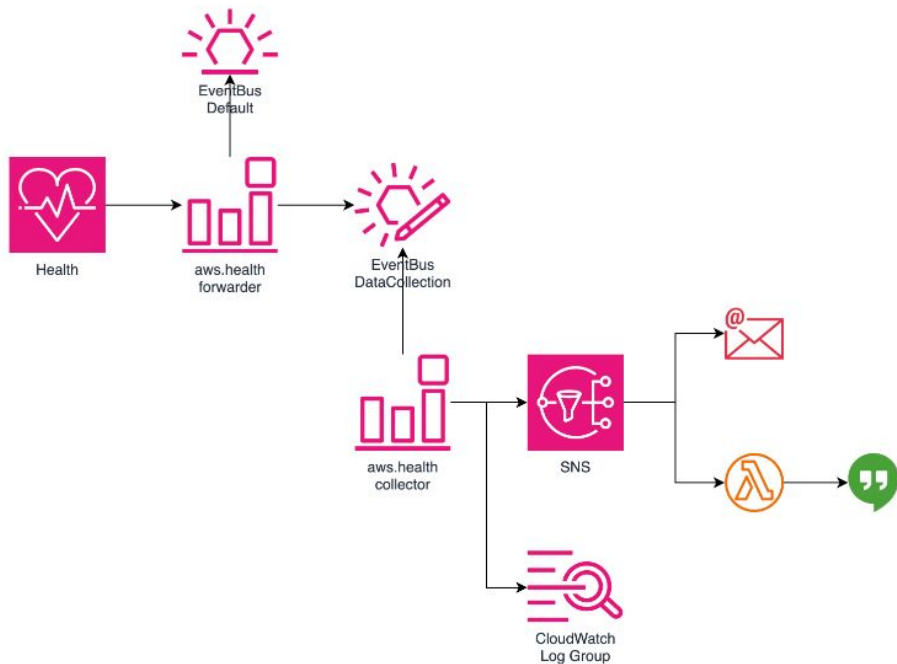 EventBus
Default
Health
aws.health
forwarder
EventBus
DataCollection
@
aws.health
collector
SNS
λ
CloudWatch
Log Group